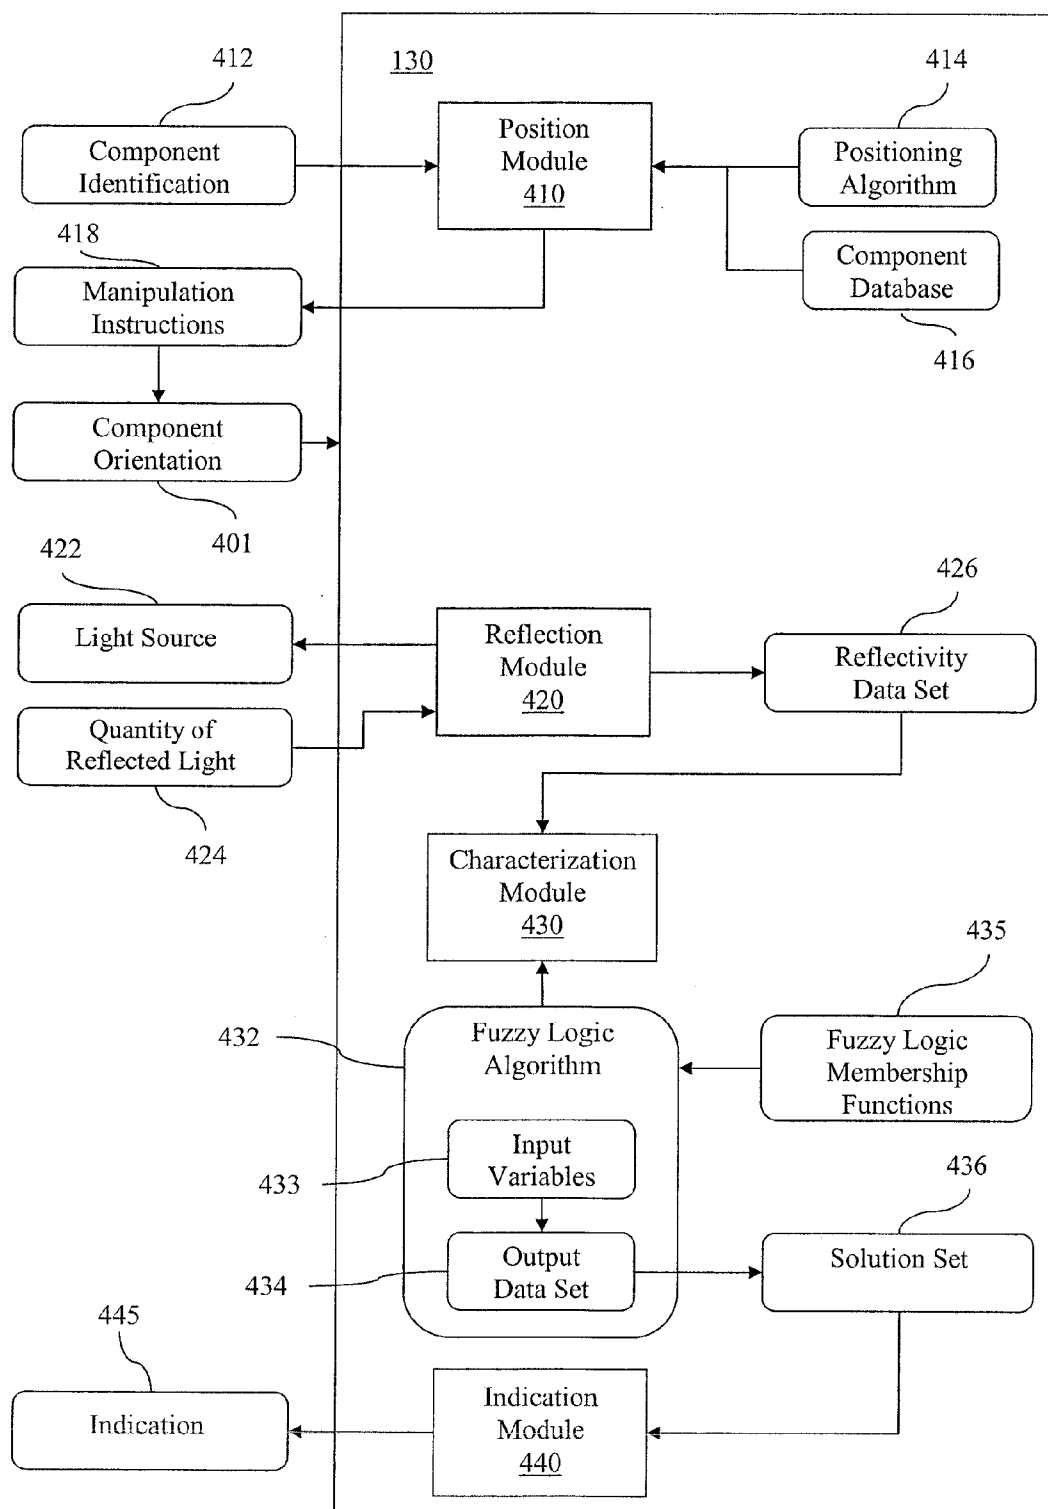 412
130
414
Component
Identification
Position
Module
410
Positioning
Algorithm
418
Manipulation
Instructions
Component
Database
416
Component
Orientation
401
422
Light Source
Reflection
Module
420
426
Reflectivity
Data Set
Quantity of
Reflected Light
424
Characterization
Module
430
435
432
Fuzzy Logic
Algorithm
Fuzzy Logic
Membership
Functions
433
Input
Variables
436
434
Output
Data Set
Solution Set
445
Indication
Indication
Module
440